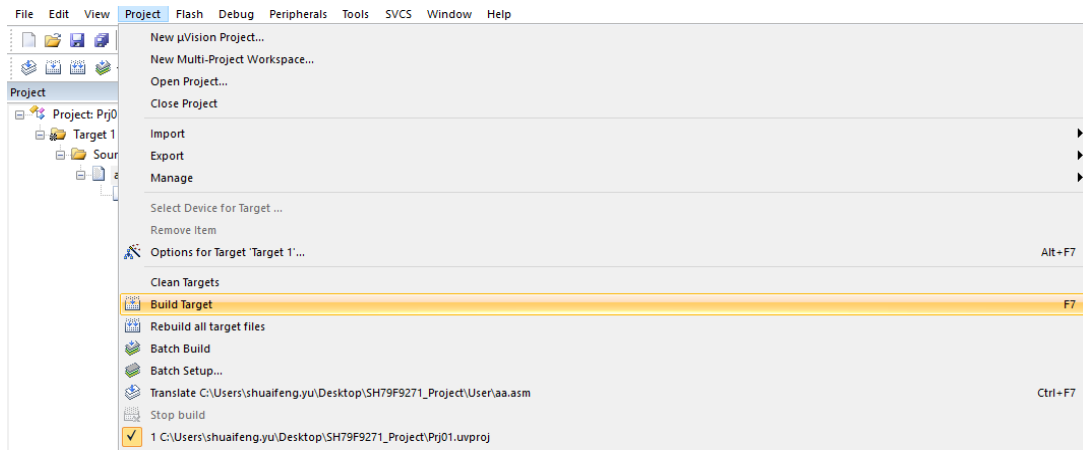 File Edit View Project Flash Debug Peripherals Tools SVCS Window Help
New µVision Project...
New Multi-Project Workspace...
Open Project...
Close Project
Import
Export
Manage
Select Device for Target ...
Remove Item
Options for Target 'Target 1'... Alt+F7
Clean Targets
Build Target F7
Rebuild all target files
Batch Build
Batch Setup...
Translate C:\Users\shuaifeng.yu\Desktop\SH79F9271_Project\User\aa.asm Ctrl+F7
Stop build
1 C:\Users\shuaifeng.yu\Desktop\SH79F9271_Project\Prj01.uvproj
Project
Project: Prj0
Target 1
Sour